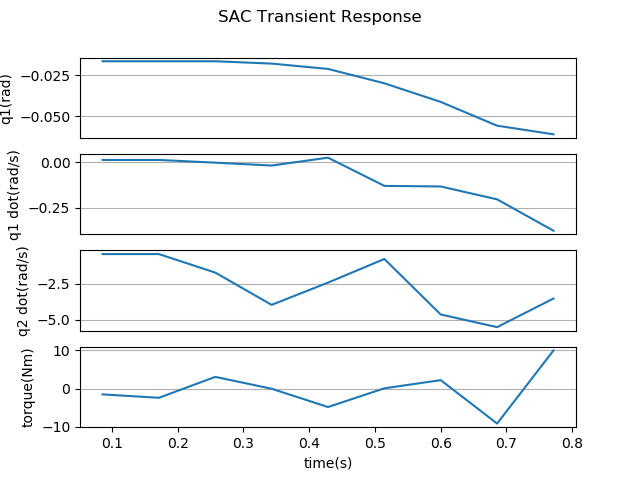 SAC Transient Response
q1(rad)
−0.025
−0.050
q1 dot(rad/s)
0.00
−0.25
q2 dot(rad/s)
−2.5
−5.0
torque(Nm)
10
0
−10
0.1 0.2 0.3 0.4 0.5 0.6 0.7 0.8
time(s)